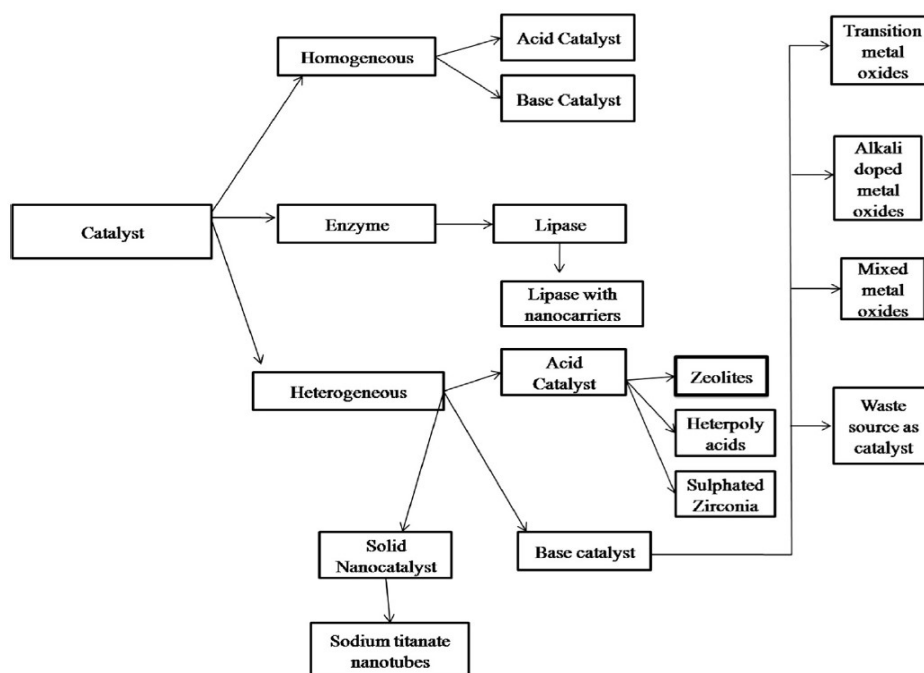 Homogeneous
Acid Catalyst
Base Catalyst
Transition
metal
oxides
Alkali
doped
metal
oxides
Catalyst
Enzyme
Lipase
Lipase with
nanocarriers
Mixed
metal
oxides
Heterogeneous
Acid
Catalyst
Zeolites
Heterpoly
acids
Sulphated
Zirconia
Waste
source as
catalyst
Solid
Nanocatalyst
Base catalyst
Sodium titanate
nanotubes